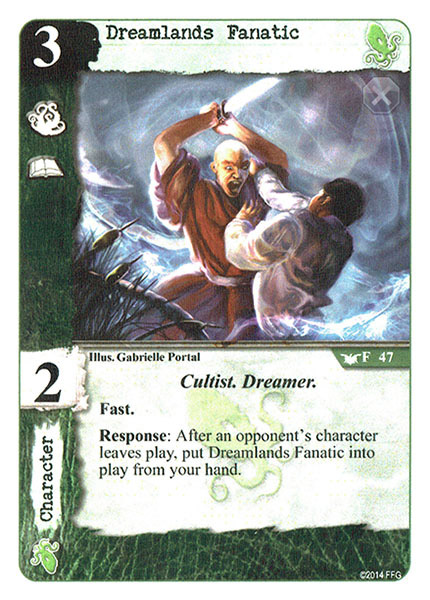 3
Dreamlands Fanatic
Illus. Gabrielle Portal
F 47
2
Cultist. Dreamer.
Fast.
Response: After an opponent's character
leaves play, put Dreamlands Fanatic into
play from your hand.
Character
©2014 FFG